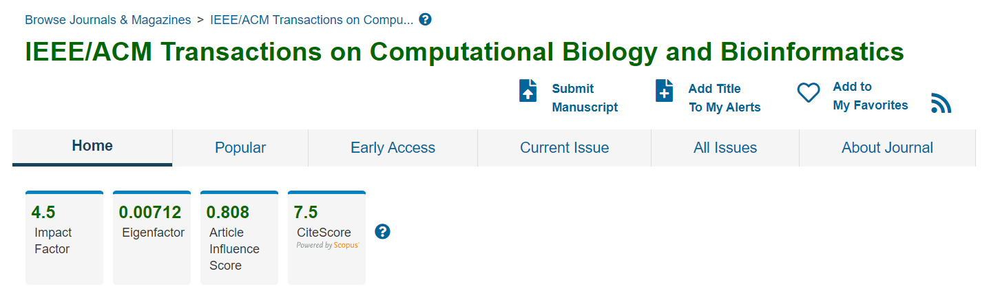 Browse Journals & Magazines > IEEE/ACM Transactions on Compu... ?
IEEE/ACM Transactions on Computational Biology and Bioinformatics
Submit
Manuscript
Add Title
To My Alerts
Add to
My Favorites
Home
Popular
Early Access
Current Issue
All Issues
About Journal
4.5
Impact
Factor
0.00712
Eigenfactor
0.808
Article
Influence
Score
7.5
CiteScore
Powered by Scopus®
?